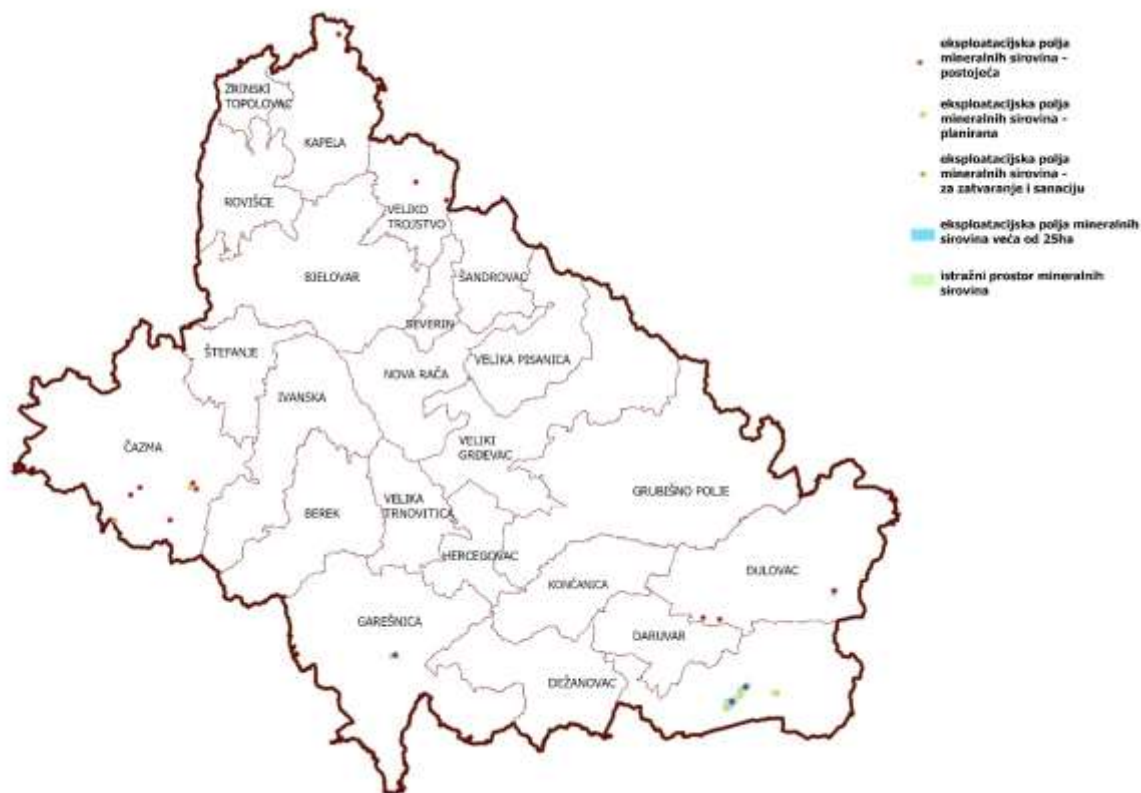 eksploatacijska polja
mineralnih sirovina -
postojeća
eksploatacijska polja
mineralnih sirovina -
planirana
eksploatacijska polja
mineralnih sirovina -
za zatvaranje i sanaciju
eksploatacijska polja mineralnih
sirovina veća od 25ha
istražni prostor mineralnih
sirovina
ZRINSKI
TOPOLOVAC
KAPELA
ROVIŠĆE
VELIKO
TROJSTVO
BJELOVAR
ŠANDROVAC
SEVERIN
ŠTEFANJE
VELIKA PISANICA
NOVA RAČA
IVANSKA
ČAZMA
VELIKI
GRĐEVAC
GRUBIŠNO POLJE
VELIKA
TRNOVITICA
BEREK
HERCEGOVAC
ĐULOVAC
KONČANICA
GAREŠNICA
DARUVAR
DEŽANOVAC